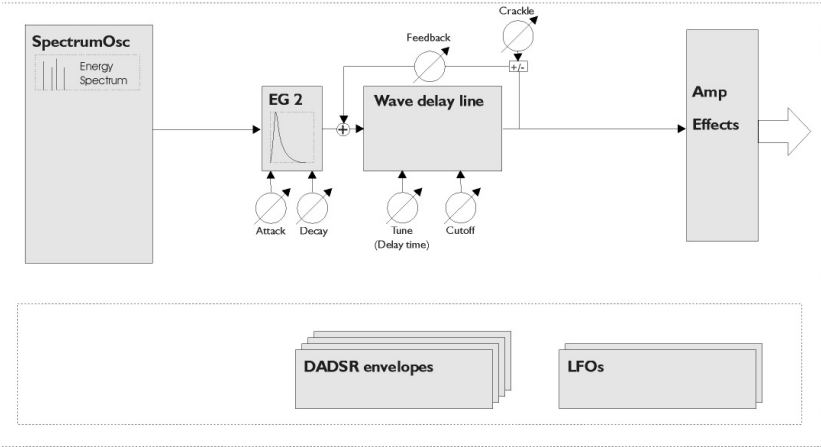 Crackle
SpectrumOsc
Feedback
Energy
Spectrum
+/-
EG 2
Wave delay line
+
Amp
Effects
Attack
Decay
Tune
(Delay time)
Cutoff
DADSR envelopes
LFOs